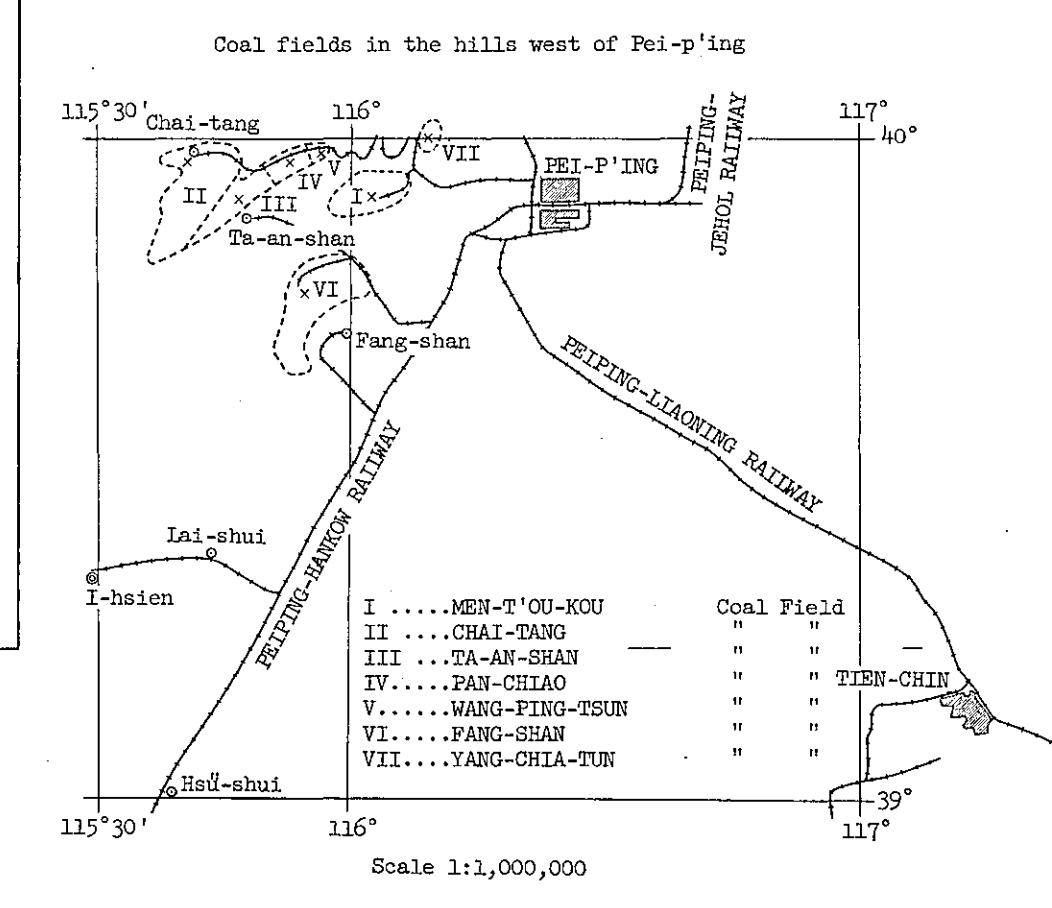 Coal fields in the hills west of Pei-p'ing
115°30'
116°
117°
40°
Chai-tang
VII
PEIPING-
JEHOL RAILWAY
PEI-P'ING
V
IV
II
III
I
Ta-an-shan
VI
Fang-shan
PEIPING-LIAONING RAILWAY
PEIPING-HANKOW RAILWAY
Lai-shui
I-hsien
I .....MEN-T'OU-KOU Coal Field
II ....CHAI-TANG " "
III ...TA-AN-SHAN " "
IV.....PAN-CHIAO " "
V......WANG-PING-TSUN " "
VI.....FANG-SHAN " "
VII....YANG-CHIA-TUN " "
TIEN-CHIN
Hsü-shui
39°
115°30'
116°
117°
Scale 1:1,000,000